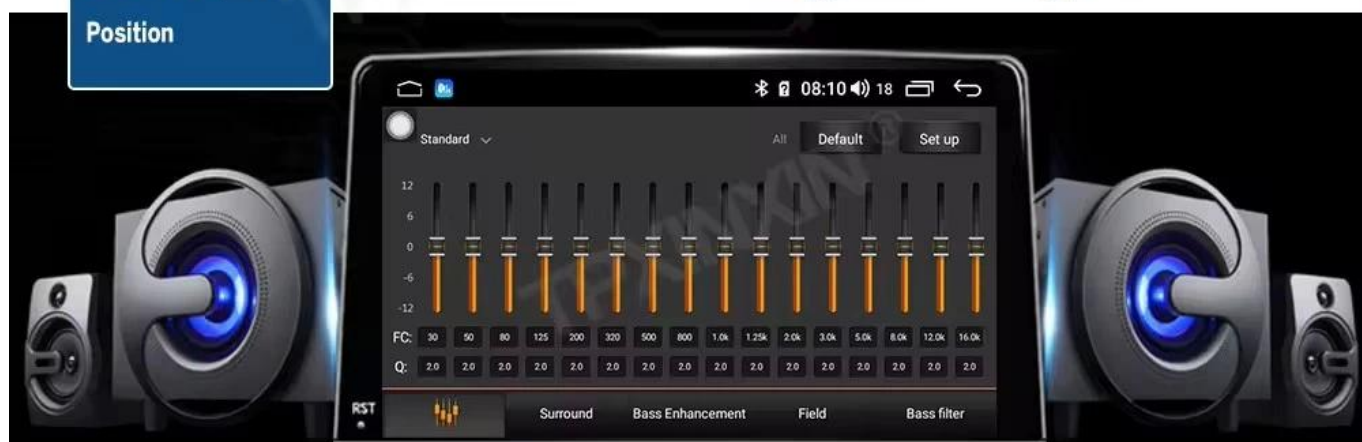 Position
08:10 18
Standard All Default Set up
12
6
0
-6
-12
FC: 30 50 80 125 200 320 500 800 1.0k 1.25k 2.0k 3.0k 5.0k 8.0k 12.0k 16.0k
Q: 2.0 2.0 2.0 2.0 2.0 2.0 2.0 2.0 2.0 2.0 2.0 2.0 2.0 2.0 2.0 2.0
RST Surround Bass Enhancement Field Bass filter
TPXINXIN®